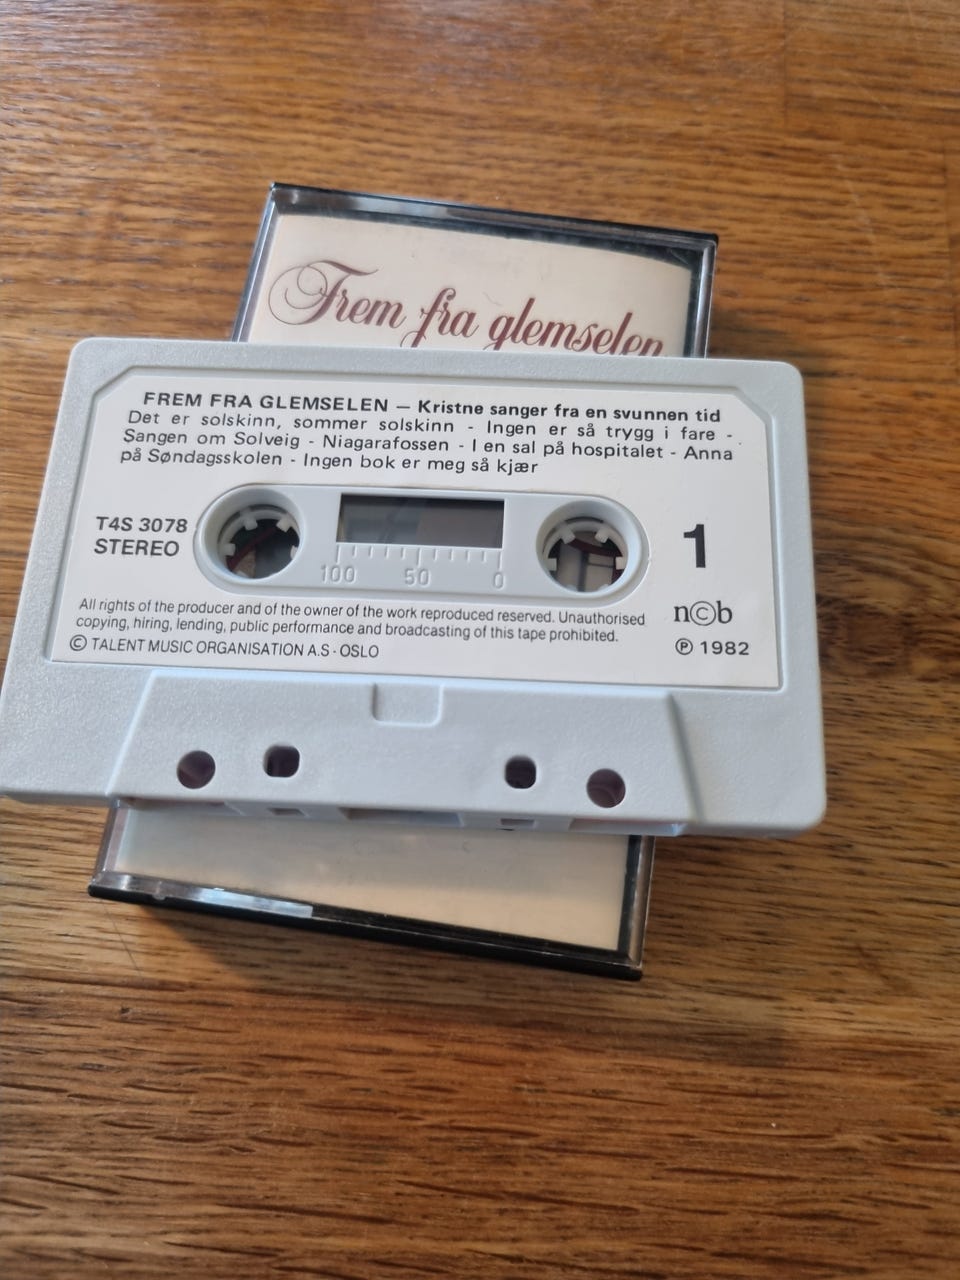 Frem fra glemselen
FREM FRA GLEMSELEN — Kristne sanger fra en svunnen tid
Det er solskinn, sommer solskinn - Ingen er så trygg i fare -
Sangen om Solveig - Niagarafossen - I en sal på hospitalet - Anna
på Søndagsskolen - Ingen bok er meg så kjær
T4S 3078
STEREO
100 50 0
1
All rights of the producer and of the owner of the work reproduced reserved. Unauthorised
copying, hiring, lending, public performance and broadcasting of this tape prohibited.
© TALENT MUSIC ORGANISATION A.S - OSLO
n©b
℗ 1982